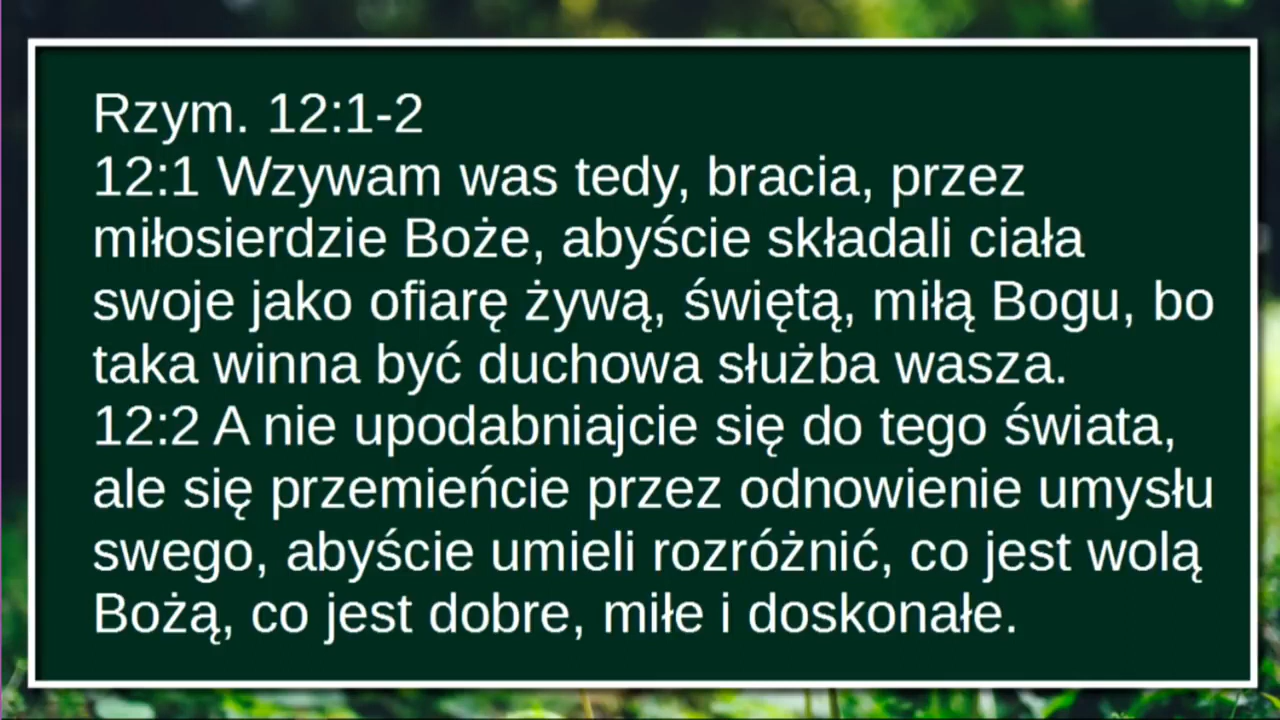 Rzym. 12:1-2
12:1 Wzywam was tedy, bracia, przez
miłosierdzie Boże, abyście składali ciała
swoje jako ofiarę żywą, świętą, miłą Bogu, bo
taka winna być duchowa służba wasza.
12:2 A nie upodabniajcie się do tego świata,
ale się przemieńcie przez odnowienie umysłu
swego, abyście umieli rozróżnić, co jest wolą
Bożą, co jest dobre, miłe i doskonałe.